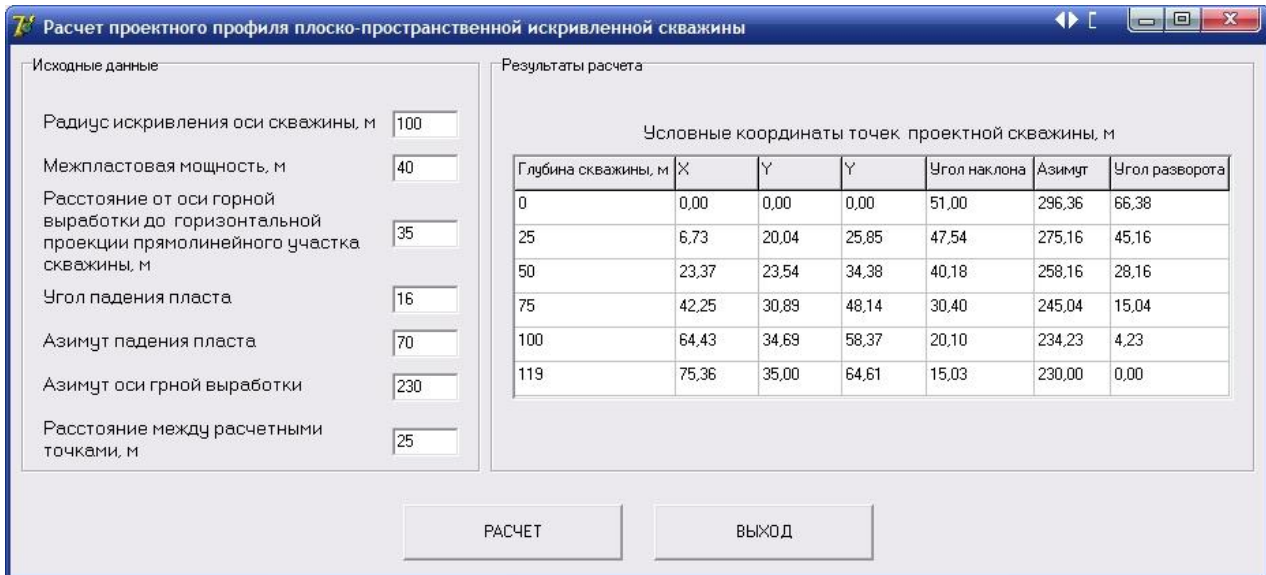 Расчет проектного профиля плоско-пространственной искривленной скважины
Исходные данные
Радиус искривления оси скважины, м 100
Межпластовая мощность, м 40
Расстояние от оси горной
выработки до горизонтальной
проекции прямолинейного участка
скважины, м
35
Угол падения пласта 16
Азимут падения пласта 70
Азимут оси грной выработки 230
Расстояние между расчетными
точками, м
25
Результаты расчета
Условные координаты точек проектной скважины, м
Глубина скважины, м X Y Y Угол наклона Азимут Угол разворота
0 0,00 0,00 0,00 51,00 296,36 66,38
25 6,73 20,04 25,85 47,54 275,16 45,16
50 23,37 23,54 34,38 40,18 258,16 28,16
75 42,25 30,89 48,14 30,40 245,04 15,04
100 64,43 34,69 58,37 20,10 234,23 4,23
119 75,36 35,00 64,61 15,03 230,00 0,00
РАСЧЕТ ВЫХОД